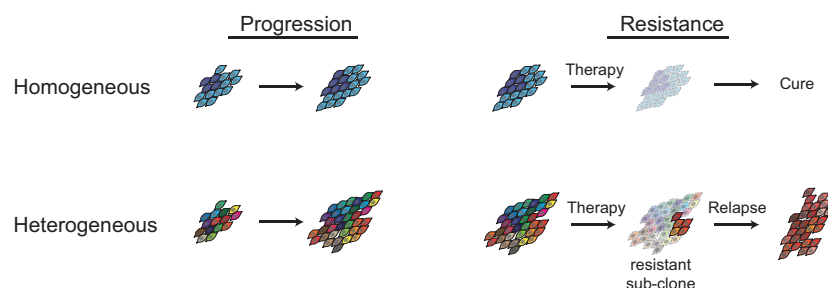 Progression
Resistance
Homogeneous
Therapy
Cure
Heterogeneous
Therapy
Relapse
resistant
sub-clone